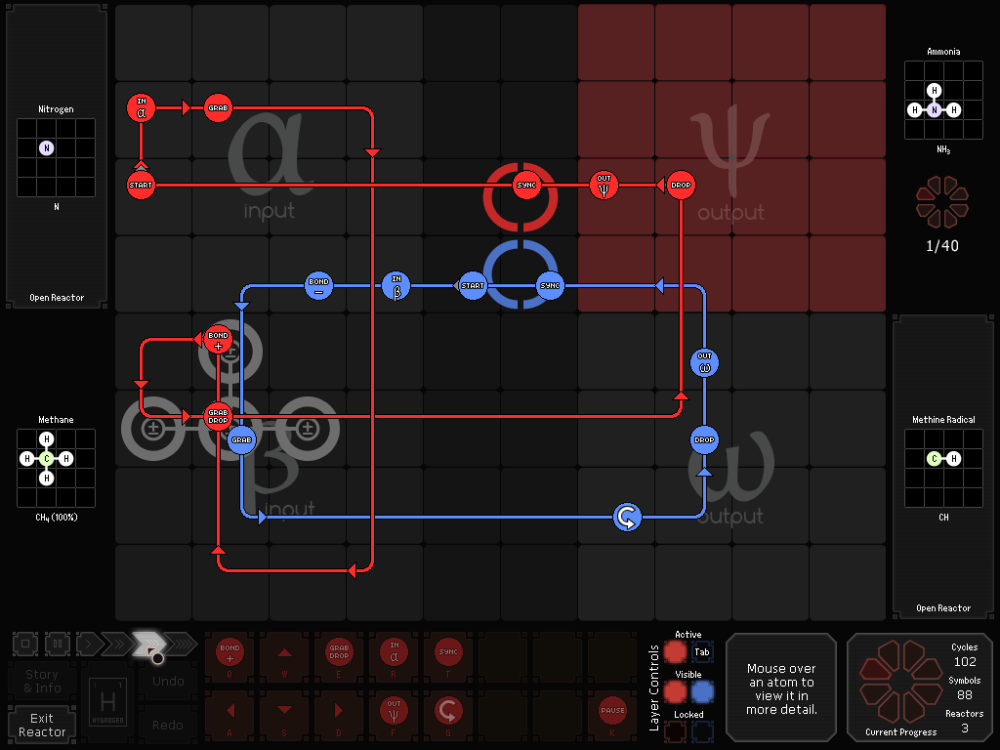 Nitrogen
N
N
Open Reactor
Methane
H
H C H
H
CH4 (100%)
α
input
IN
α
GRAB
START
SYNC
OUT
ψ
DROP
ψ
output
BOND
–
IN
β
START
SYNC
BOND
+
OUT
ω
GRAB
DROP
GRAB
DROP
β
input
ω
output
Ammonia
H
H N H
NH3
1/40
Methine Radical
C H
CH
Open Reactor
Story
& Info
Exit
Reactor
1
H
HYDROGEN
Undo
Redo
BOND
+
Q
W
GRAB
DROP
E
IN
α
R
SYNC
T
A
S
D
OUT
ψ
F
G
PAUSE
K
Layer Controls
Active
Tab
Visible
Locked
Mouse over
an atom to
view it in
more detail.
Cycles
102
Symbols
88
Reactors
3
Current Progress